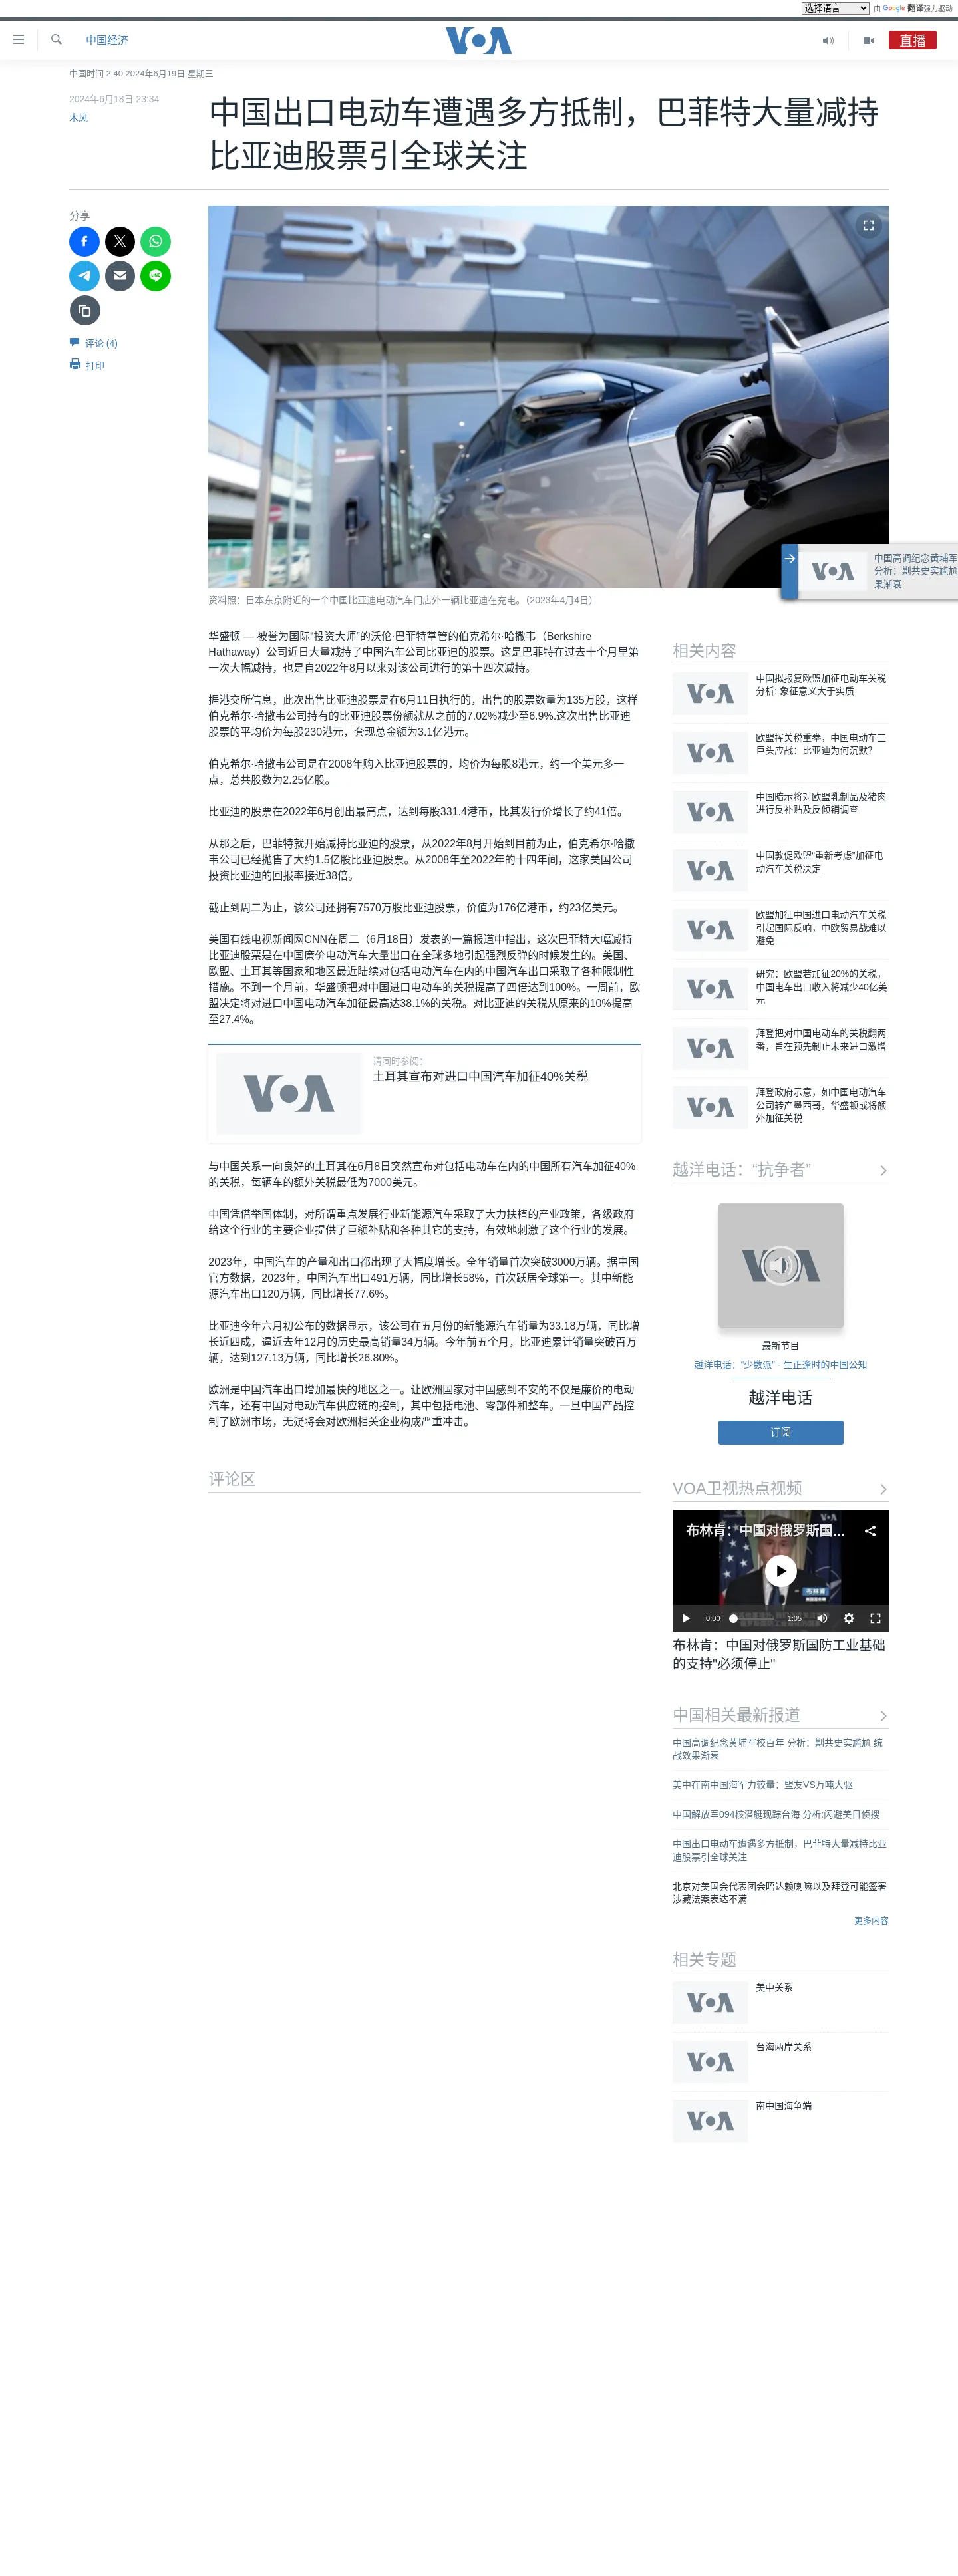 选择语言
由 Google 翻译强力驱动
中国经济
VOA
直播
中国时间 2:40 2024年6月19日 星期三
2024年6月18日 23:34
木风
中国出口电动车遭遇多方抵制，巴菲特大量减持
比亚迪股票引全球关注
分享
评论 (4)
打印
BYD
资料照：日本东京附近的一个中国比亚迪电动汽车门店外一辆比亚迪在充电。（2023年4月4日）
华盛顿 — 被誉为国际“投资大师”的沃伦·巴菲特掌管的伯克希尔·哈撒韦（Berkshire
Hathaway）公司近日大量减持了中国汽车公司比亚迪的股票。这是巴菲特在过去十个月里第
一次大幅减持，也是自2022年8月以来对该公司进行的第十四次减持。
据港交所信息，此次出售比亚迪股票是在6月11日执行的，出售的股票数量为135万股，这样
伯克希尔·哈撒韦公司持有的比亚迪股票份额就从之前的7.02%减少至6.9%.这次出售比亚迪
股票的平均价为每股230港元，套现总金额为3.1亿港元。
伯克希尔·哈撒韦公司是在2008年购入比亚迪股票的，均价为每股8港元，约一个美元多一
点，总共股数为2.25亿股。
比亚迪的股票在2022年6月创出最高点，达到每股331.4港币，比其发行价增长了约41倍。
从那之后，巴菲特就开始减持比亚迪的股票，从2022年8月开始到目前为止，伯克希尔·哈撒
韦公司已经抛售了大约1.5亿股比亚迪股票。从2008年至2022年的十四年间，这家美国公司
投资比亚迪的回报率接近38倍。
截止到周二为止，该公司还拥有7570万股比亚迪股票，价值为176亿港币，约23亿美元。
美国有线电视新闻网CNN在周二（6月18日）发表的一篇报道中指出，这次巴菲特大幅减持
比亚迪股票是在中国廉价电动汽车大量出口在全球多地引起强烈反弹的时候发生的。美国、
欧盟、土耳其等国家和地区最近陆续对包括电动汽车在内的中国汽车出口采取了各种限制性
措施。不到一个月前，华盛顿把对中国进口电动车的关税提高了四倍达到100%。一周前，欧
盟决定将对进口中国电动汽车加征最高达38.1%的关税。对比亚迪的关税从原来的10%提高
至27.4%。
VOA
请同时参阅:
土耳其宣布对进口中国汽车加征40%关税
与中国关系一向良好的土耳其在6月8日突然宣布对包括电动车在内的中国所有汽车加征40%
的关税，每辆车的额外关税最低为7000美元。
中国凭借举国体制，对所谓重点发展行业新能源汽车采取了大力扶植的产业政策，各级政府
给这个行业的主要企业提供了巨额补贴和各种其它的支持，有效地刺激了这个行业的发展。
2023年，中国汽车的产量和出口都出现了大幅度增长。全年销量首次突破3000万辆。据中国
官方数据，2023年，中国汽车出口491万辆，同比增长58%，首次跃居全球第一。其中新能
源汽车出口120万辆，同比增长77.6%。
比亚迪今年六月初公布的数据显示，该公司在五月份的新能源汽车销量为33.18万辆，同比增
长近四成，逼近去年12月的历史最高销量34万辆。今年前五个月，比亚迪累计销量突破百万
辆，达到127.13万辆，同比增长26.80%。
欧洲是中国汽车出口增加最快的地区之一。让欧洲国家对中国感到不安的不仅是廉价的电动
汽车，还有中国对电动汽车供应链的控制，其中包括电池、零部件和整车。一旦中国产品控
制了欧洲市场，无疑将会对欧洲相关企业构成严重冲击。
评论区
VOA
中国高调纪念黄埔军
分析：剿共史实尴尬
果渐衰
相关内容
VOA
中国拟报复欧盟加征电动车关税
分析: 象征意义大于实质
VOA
欧盟挥关税重拳，中国电动车三
巨头应战：比亚迪为何沉默?
VOA
中国暗示将对欧盟乳制品及猪肉
进行反补贴及反倾销调查
VOA
中国敦促欧盟“重新考虑”加征电
动汽车关税决定
VOA
欧盟加征中国进口电动汽车关税
引起国际反响，中欧贸易战难以
避免
VOA
研究：欧盟若加征20%的关税，
中国电车出口收入将减少40亿美
元
VOA
拜登把对中国电动车的关税翻两
番，旨在预先制止未来进口激增
VOA
拜登政府示意，如中国电动汽车
公司转产墨西哥，华盛顿或将额
外加征关税
越洋电话：“抗争者”
VOA
最新节目
越洋电话：“少数派” - 生正逢时的中国公知
越洋电话
订阅
VOA卫视热点视频
布林肯：中国对俄罗斯国...
VOA
布林肯
0:00
1:05
布林肯：中国对俄罗斯国防工业基础
的支持"必须停止"
中国相关最新报道
中国高调纪念黄埔军校百年 分析：剿共史实尴尬 统
战效果渐衰
美中在南中国海军力较量：盟友VS万吨大驱
中国解放军094核潜艇现踪台海 分析:闪避美日侦搜
中国出口电动车遭遇多方抵制，巴菲特大量减持比亚
迪股票引全球关注
北京对美国会代表团会晤达赖喇嘛以及拜登可能签署
涉藏法案表达不满
更多内容
相关专题
VOA
美中关系
VOA
台海两岸关系
VOA
南中国海争端